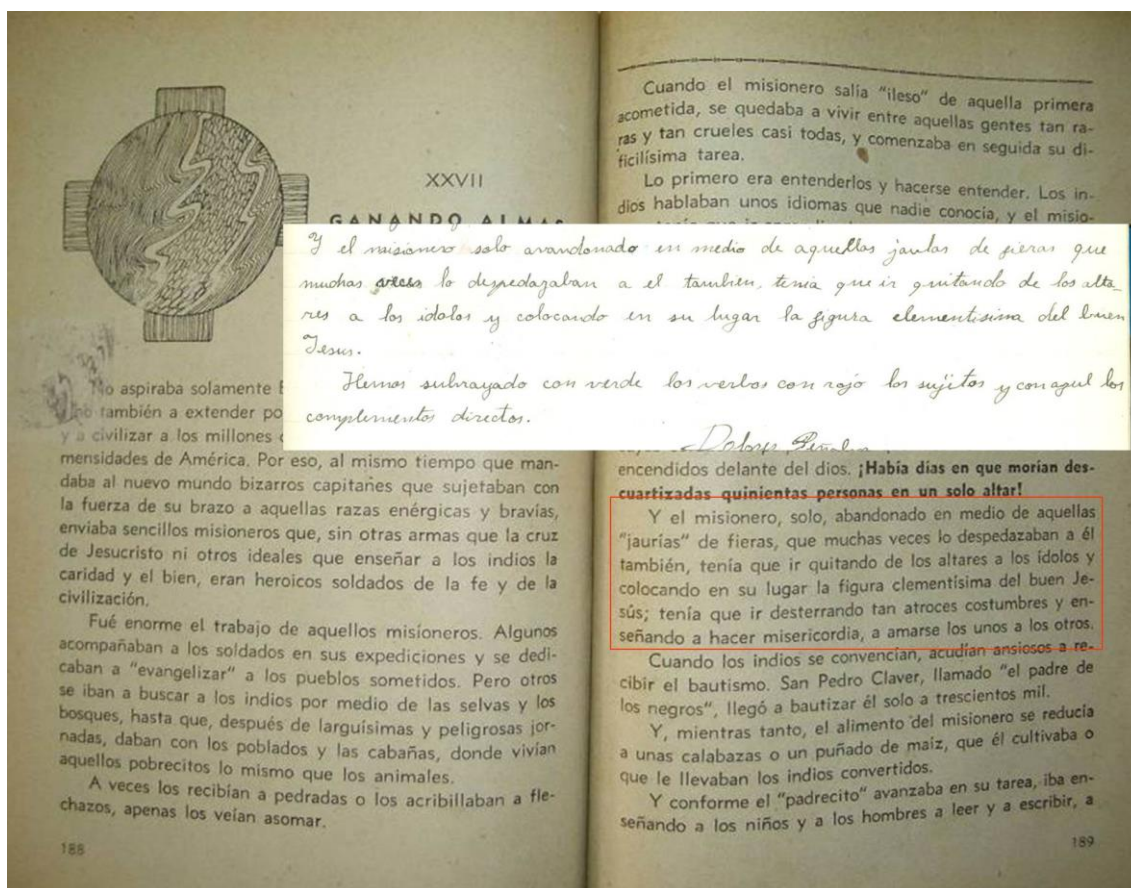 XXVII
GANANDO ALMAS
No aspiraba solamente
también a extender
y a civilizar a los millones
mensidades de América. Por eso, al mismo tiempo que man-
daba al nuevo mundo bizarros capitanes que sujetaban con
la fuerza de su brazo a aquellas razas enérgicas y bravías,
enviaba sencillos misioneros que, sin otras armas que la cruz
de Jesucristo ni otros ideales que enseñar a los indios la
caridad y el bien, eran heroicos soldados de la fe y de la
civilización.
Fué enorme el trabajo de aquellos misioneros. Algunos
acompañaban a los soldados en sus expediciones y se dedi-
caban a "evangelizar" a los pueblos sometidos. Pero otros
se iban a buscar a los indios por medio de las selvas y los
bosques, hasta que, después de larguísimas y peligrosas jor-
nadas, daban con los poblados y las cabañas, donde vivían
aquellos pobrecitos lo mismo que los animales.
A veces los recibían a pedradas o los acribillaban a fle-
chazos, apenas los veían asomar.
188
Cuando el misionero salía "ileso" de aquella primera
acometida, se quedaba a vivir entre aquellas gentes tan ra-
ras y tan crueles casi todas, y comenzaba en seguida su di-
ficilísima tarea.
Lo primero era entenderlos y hacerse entender. Los in-
dios hablaban unos idiomas que nadie conocía, y el misio-
Y el misionero solo avandonado en medio de aquellas jaulas de fieras que
muchas veces lo despedazaban a el tambien, tenia que ir quitando de los alta_
res a los idolos y colocando en su lugar la figura elementisima del buen
Jesus.
Hemos subrayado con verde los verbos con rojo los sujetos y con azul los
complementos directos.
Dolores
encendidos delante del dios. ¡Había días en que morían des-
cuartizadas quinientas personas en un solo altar!
Y el misionero, solo, abandonado en medio de aquellas
"jaurías" de fieras, que muchas veces lo despedazaban a él
también, tenía que ir quitando de los altares a los ídolos y
colocando en su lugar la figura clementísima del buen Je-
sús; tenía que ir desterrando tan atroces costumbres y en-
señando a hacer misericordia, a amarse los unos a los otros.
Cuando los indios se convencían, acudían ansiosos a re-
cibir el bautismo. San Pedro Claver, llamado "el padre de
los negros", llegó a bautizar él solo a trescientos mil.
Y, mientras tanto, el alimento del misionero se reducía
a unas calabazas o un puñado de maíz, que él cultivaba o
que le llevaban los indios convertidos.
Y conforme el "padrecito" avanzaba en su tarea, iba en-
señando a los niños y a los hombres a leer y a escribir, a
189